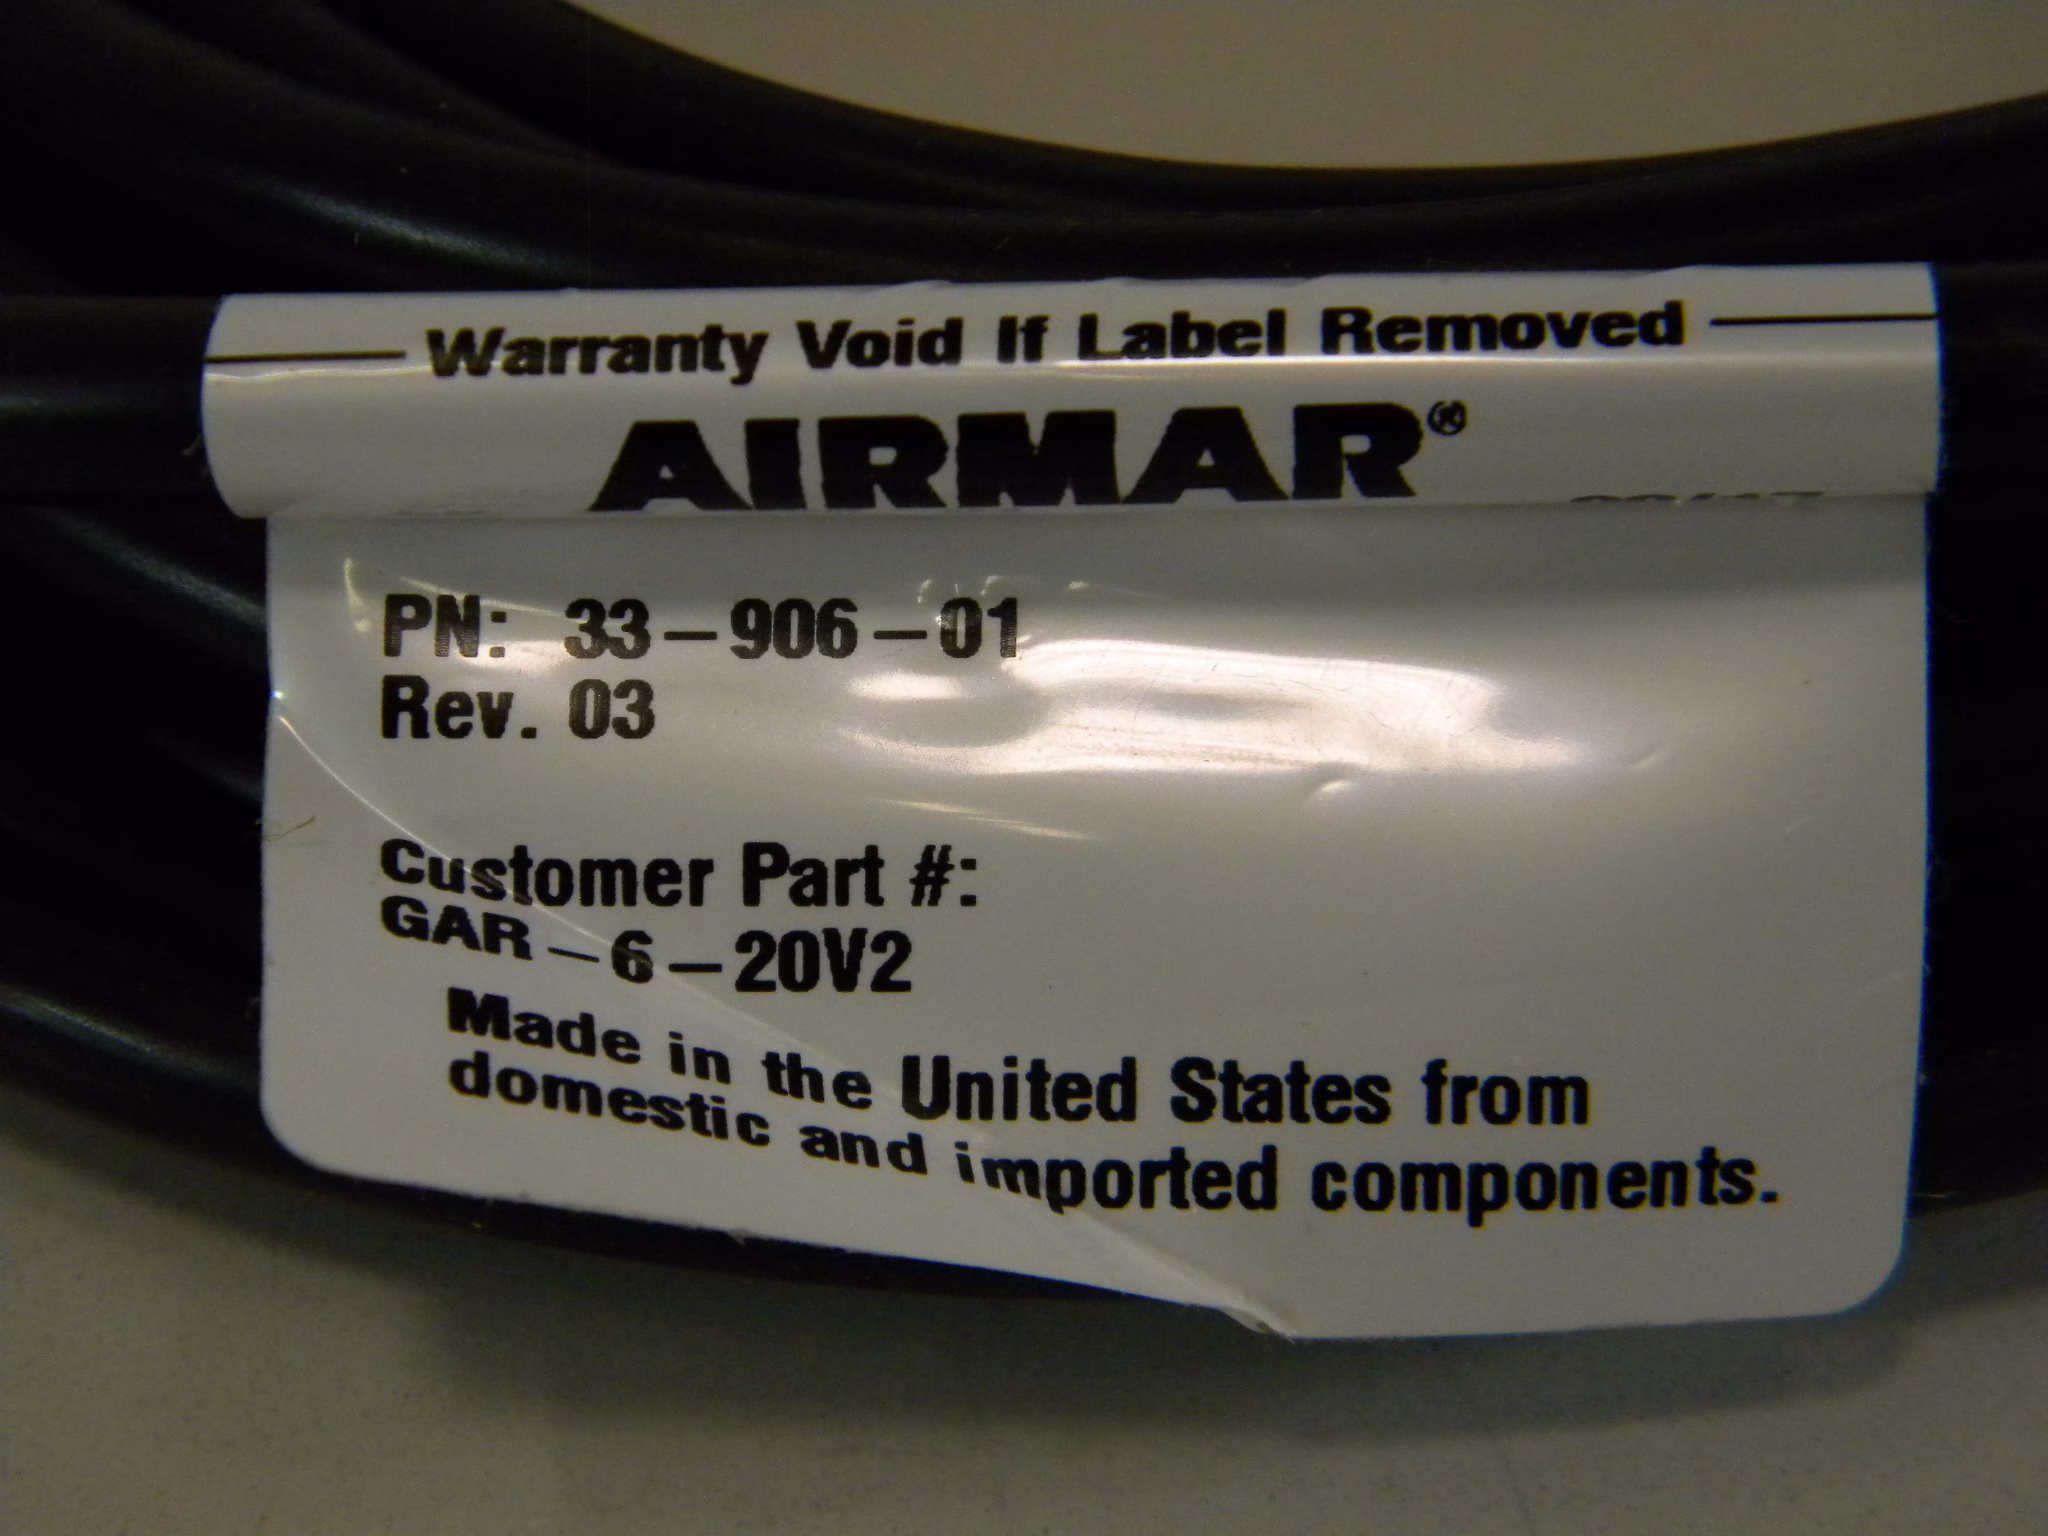 Warranty Void If Label Removed
AIRMAR®
PN: 33-906-01
Rev. 03
Customer Part #:
GAR-6-20V2
Made in the United States from
domestic and imported components.